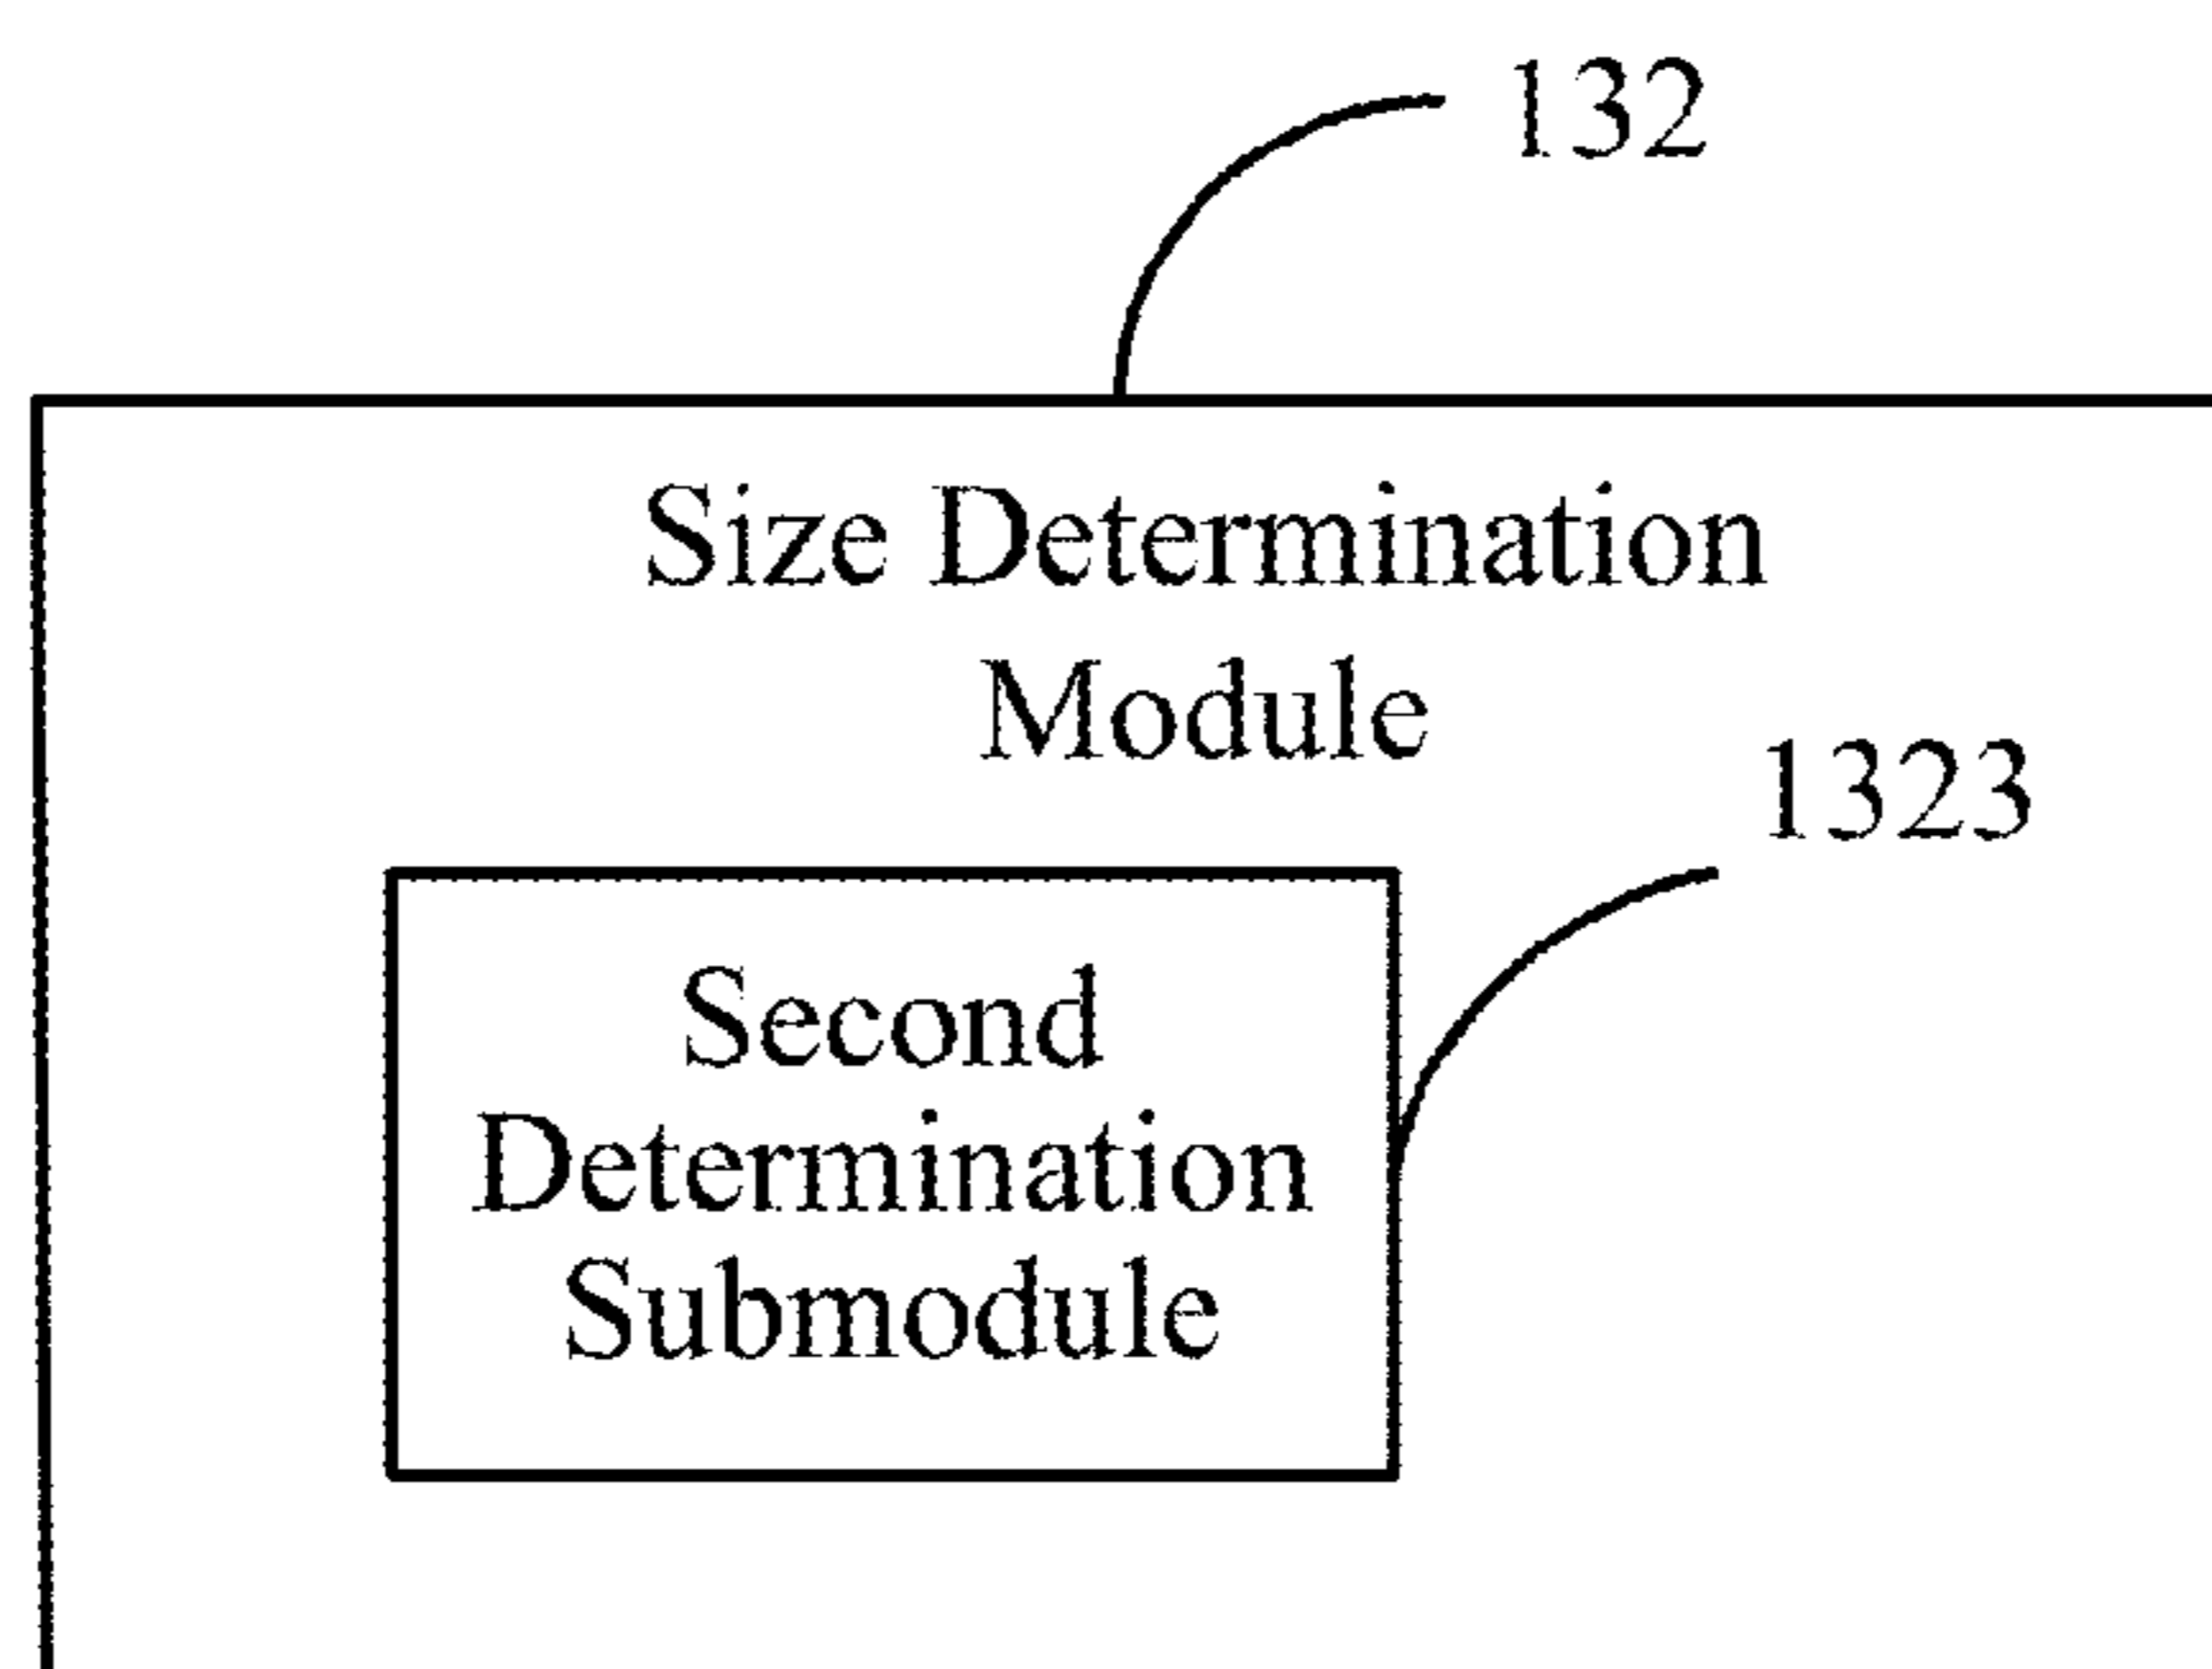 132
Size Determination
Module
1323
Second
Determination
Submodule